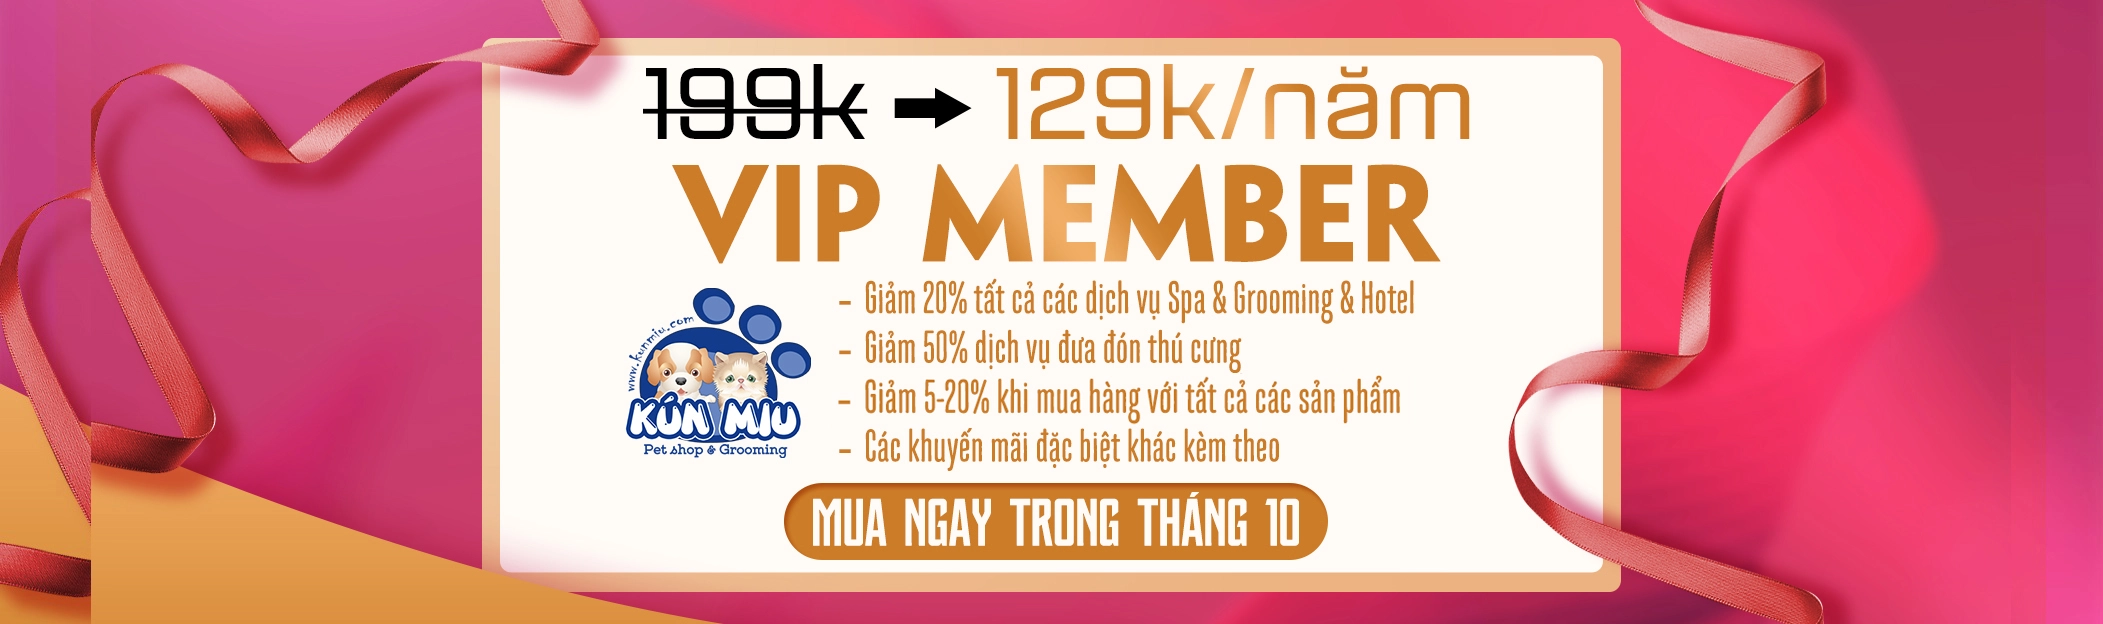 199k → 129k/năm
VIP MEMBER
- Giảm 20% tất cả các dịch vụ Spa & Grooming & Hotel
- Giảm 50% dịch vụ đưa đón thú cưng
- Giảm 5-20% khi mua hàng với tất cả các sản phẩm
- Các khuyến mãi đặc biệt khác kèm theo
www.kunmiu.com
KÚN MIU
Pet shop & Grooming
MUA NGAY TRONG THÁNG 10